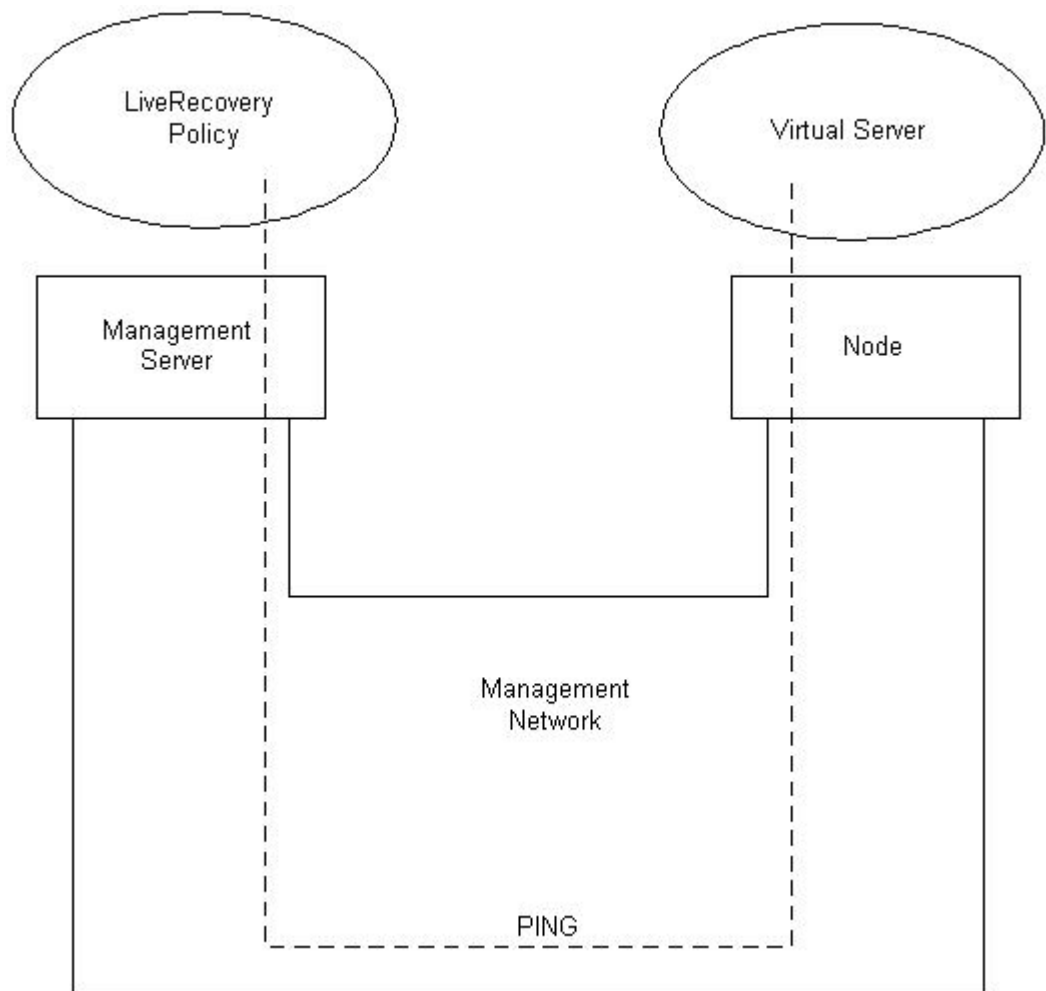 LiveRecovery
Policy
Virtual Server
Management
Server
Node
Management
Network
PING